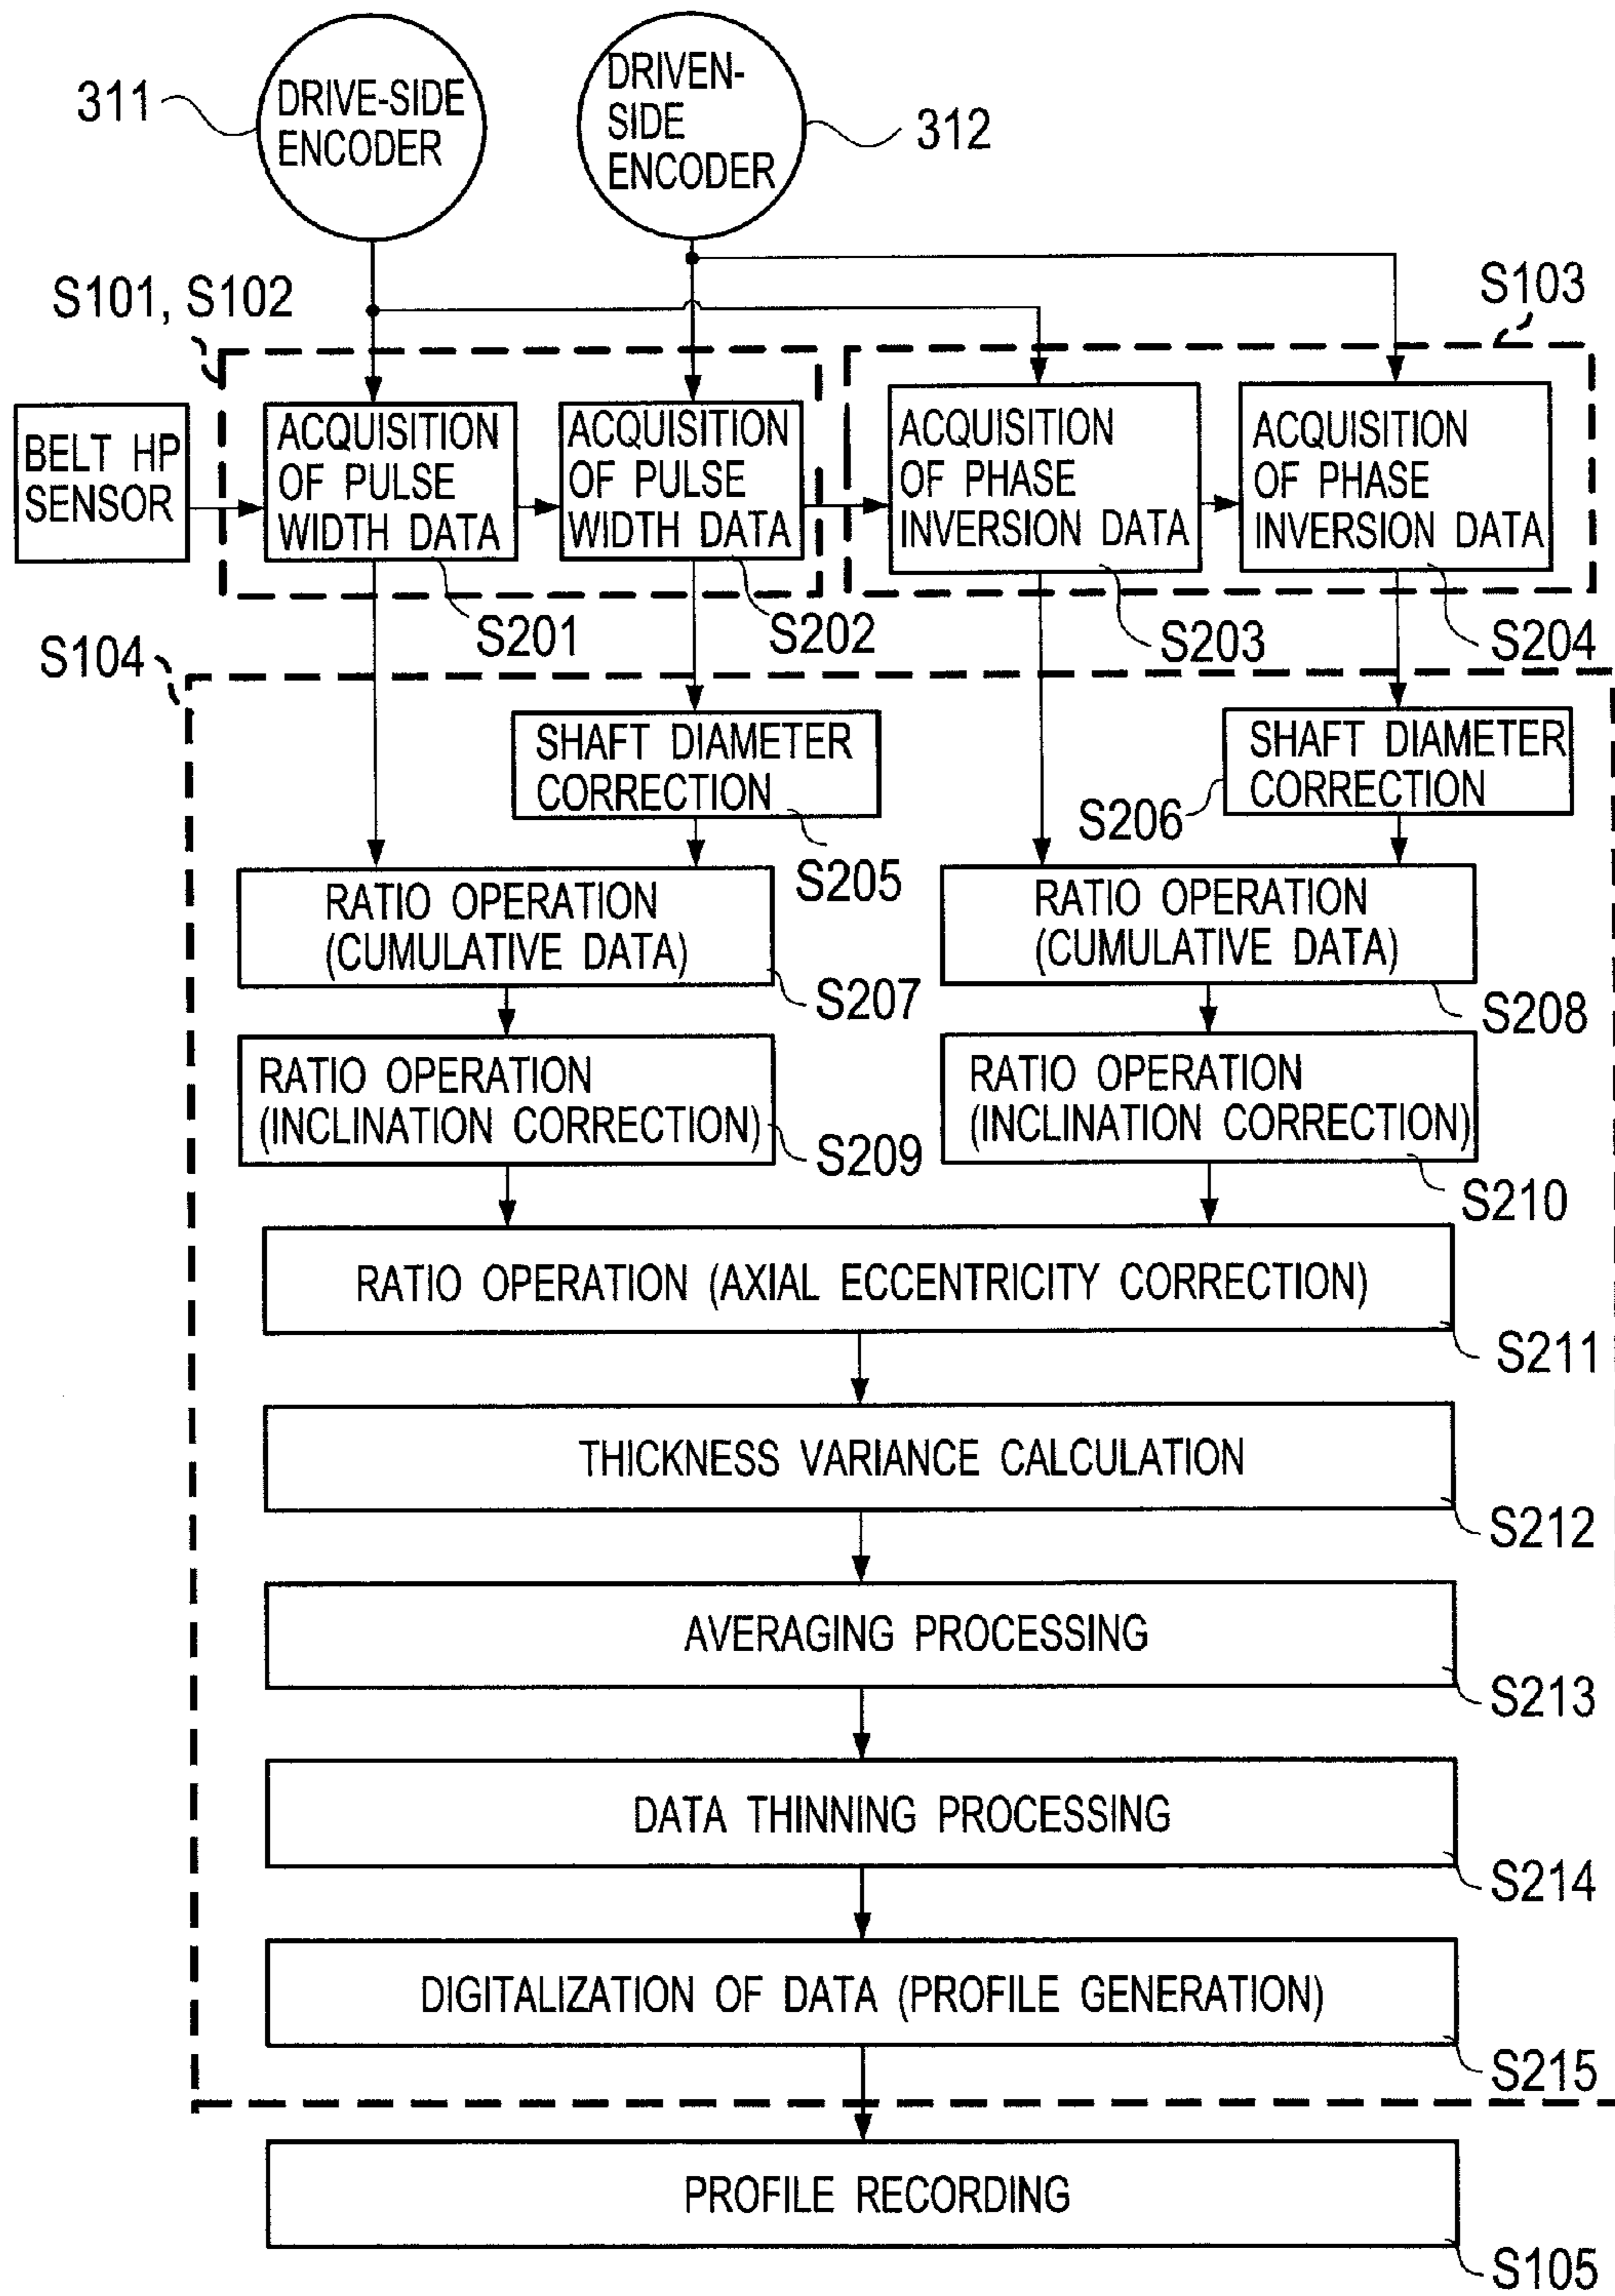 DRIVE-SIDE
ENCODER
311
DRIVEN-
SIDE
ENCODER
312
S101, S102
S103
BELT HP
SENSOR
ACQUISITION
OF PULSE
WIDTH DATA
ACQUISITION
OF PULSE
WIDTH DATA
ACQUISITION
OF PHASE
INVERSION DATA
ACQUISITION
OF PHASE
INVERSION DATA
S201
S202
S203
S204
S104
SHAFT DIAMETER
CORRECTION
S205
SHAFT DIAMETER
CORRECTION
S206
RATIO OPERATION
(CUMULATIVE DATA)
S207
RATIO OPERATION
(CUMULATIVE DATA)
S208
RATIO OPERATION
(INCLINATION CORRECTION)
S209
RATIO OPERATION
(INCLINATION CORRECTION)
S210
RATIO OPERATION (AXIAL ECCENTRICITY CORRECTION)
S211
THICKNESS VARIANCE CALCULATION
S212
AVERAGING PROCESSING
S213
DATA THINNING PROCESSING
S214
DIGITALIZATION OF DATA (PROFILE GENERATION)
S215
PROFILE RECORDING
S105